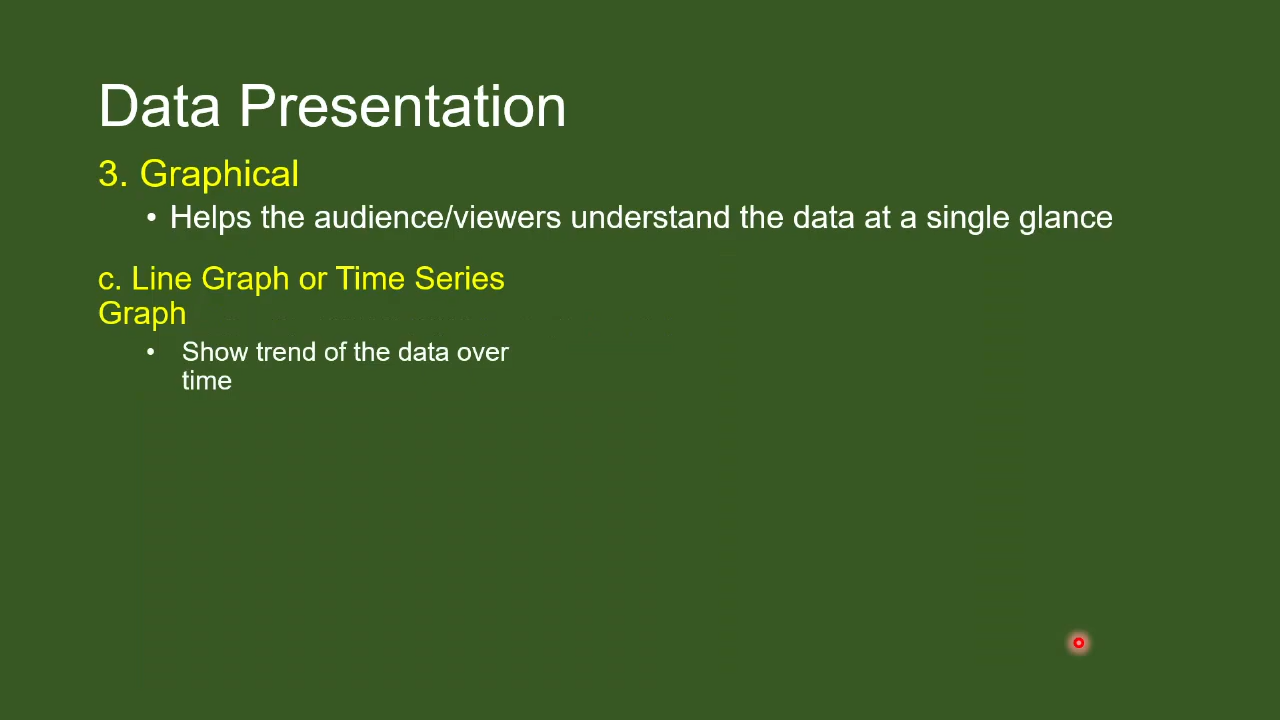 Data Presentation
3. Graphical
• Helps the audience/viewers understand the data at a single glance
c. Line Graph or Time Series
Graph
• Show trend of the data over
time